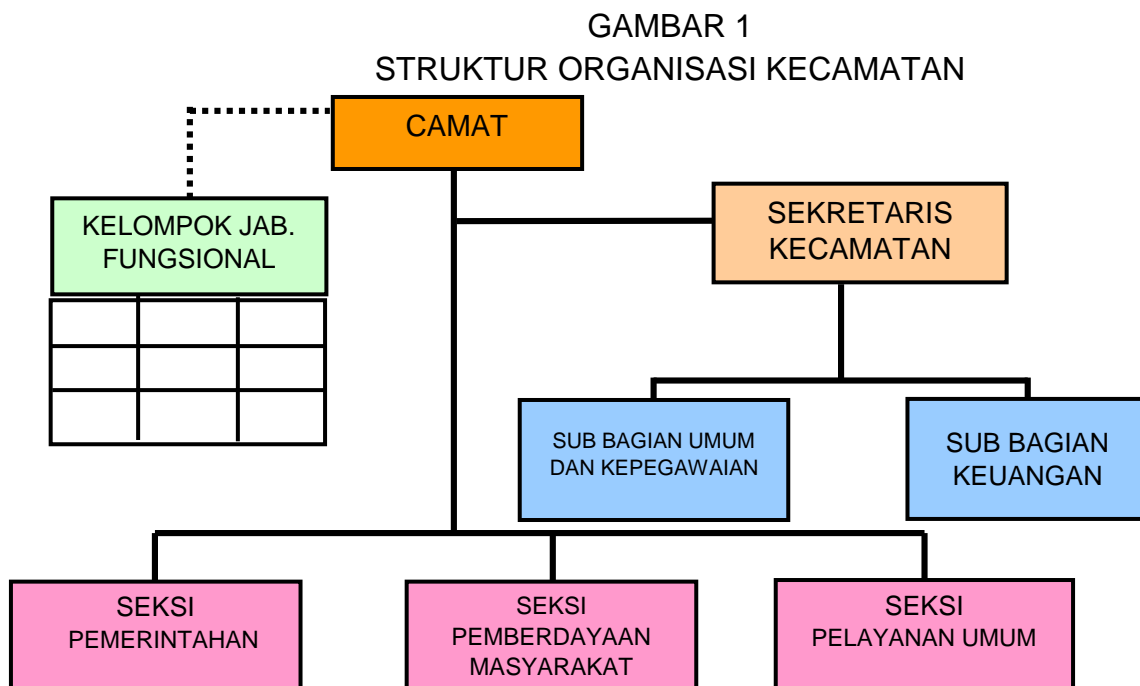 GAMBAR 1
STRUKTUR ORGANISASI KECAMATAN
CAMAT
KELOMPOK JAB.
FUNGSIONAL
SEKRETARIS
KECAMATAN
SUB BAGIAN UMUM
DAN KEPEGAWAIAN
SUB BAGIAN
KEUANGAN
SEKSI
PEMERINTAHAN
SEKSI
PEMBERDAYAAN
MASYARAKAT
SEKSI
PELAYANAN UMUM